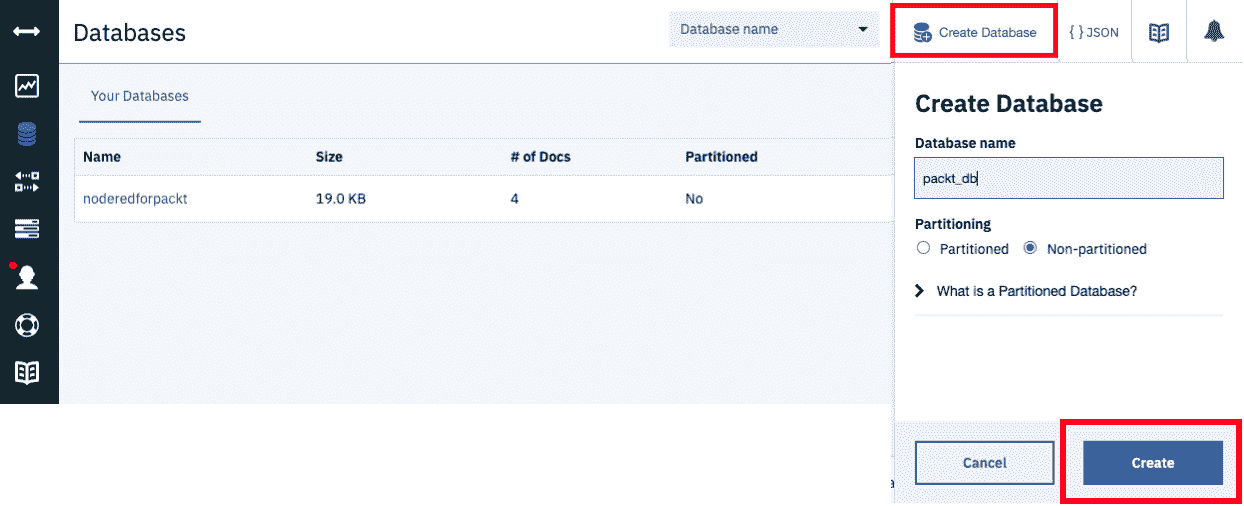 Databases
Database name
Create Database
{ } JSON
Your Databases
Name Size # of Docs Partitioned
noderedforpackt 19.0 KB 4 No
Create Database
Database name
packt_db
Partitioning
Partitioned Non-partitioned
What is a Partitioned Database?
Cancel Create